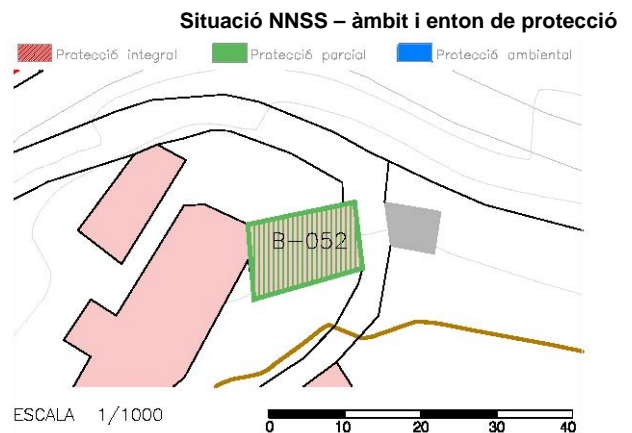 Situació NNSS – àmbit i enton de protecció
Protecció integral Protecció parcial Protecció ambiental
B-052
ESCALA 1/1000
0 10 20 30 40